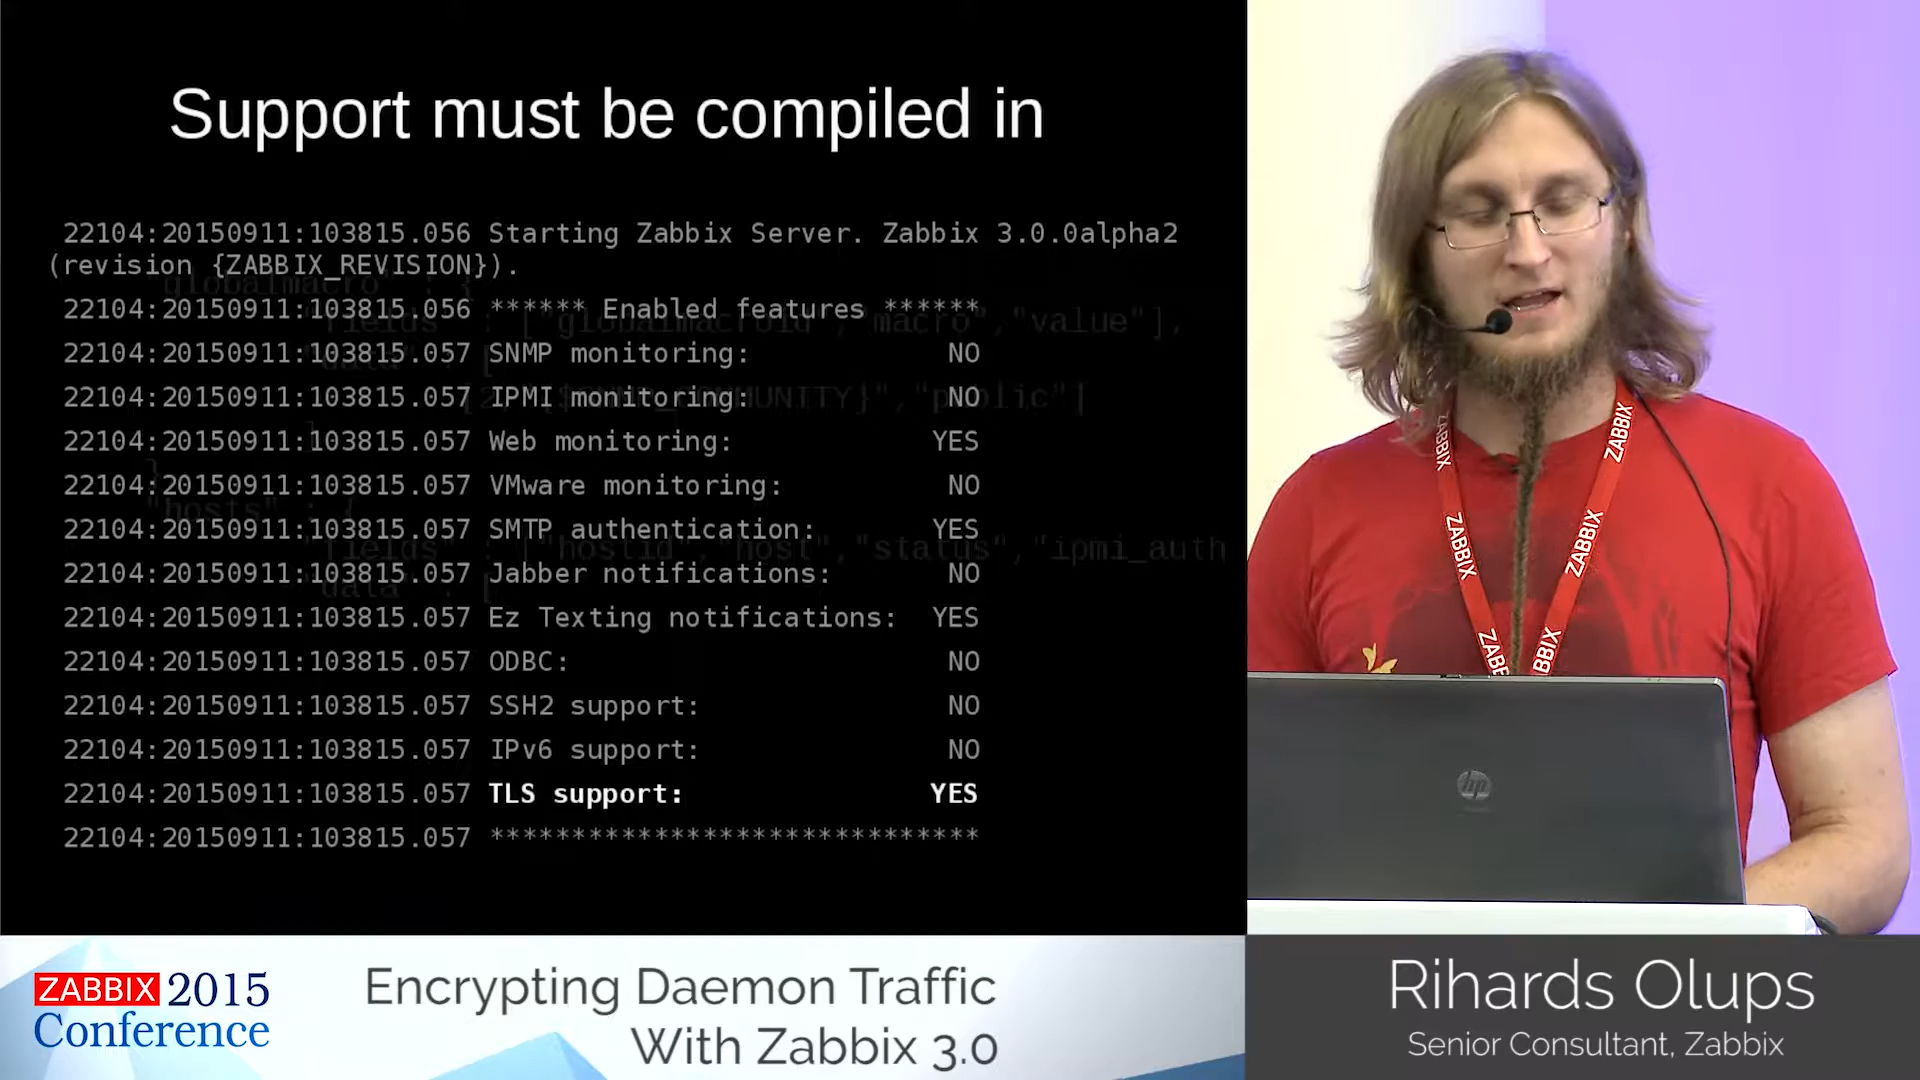 Support must be compiled in
22104:20150911:103815.056 Starting Zabbix Server. Zabbix 3.0.0alpha2
(revision {ZABBIX_REVISION}).
22104:20150911:103815.056 ****** Enabled features ******
22104:20150911:103815.057 SNMP monitoring: NO
22104:20150911:103815.057 IPMI monitoring: NO
22104:20150911:103815.057 Web monitoring: YES
22104:20150911:103815.057 VMware monitoring: NO
22104:20150911:103815.057 SMTP authentication: YES
22104:20150911:103815.057 Jabber notifications: NO
22104:20150911:103815.057 Ez Texting notifications: YES
22104:20150911:103815.057 ODBC: NO
22104:20150911:103815.057 SSH2 support: NO
22104:20150911:103815.057 IPv6 support: NO
22104:20150911:103815.057 TLS support: YES
22104:20150911:103815.057 ******************************
ZABBIX
ZABBIX
ZABBIX
ZABBIX
hp
ZABBIX 2015
Conference
Encrypting Daemon Traffic
With Zabbix 3.0
Rihards Olups
Senior Consultant, Zabbix